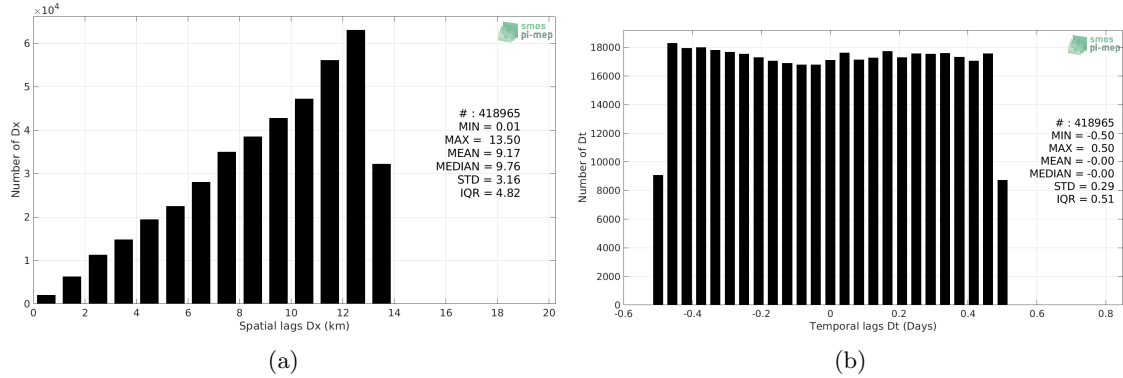 ×10⁴
6
5
4
3
2
1
0
Number of Dx
smos
pi-mep
# : 418965
MIN = 0.01
MAX = 13.50
MEAN = 9.17
MEDIAN = 9.76
STD = 3.16
IQR = 4.82
0 2 4 6 8 10 12 14 16 18 20
Spatial lags Dx (km)
(a)
18000
16000
14000
12000
10000
8000
6000
4000
2000
0
Number of Dt
smos
pi-mep
# : 418965
MIN = -0.50
MAX = 0.50
MEAN = -0.00
MEDIAN = -0.00
STD = 0.29
IQR = 0.51
-0.6 -0.4 -0.2 0 0.2 0.4 0.6 0.8
Temporal lags Dt (Days)
(b)